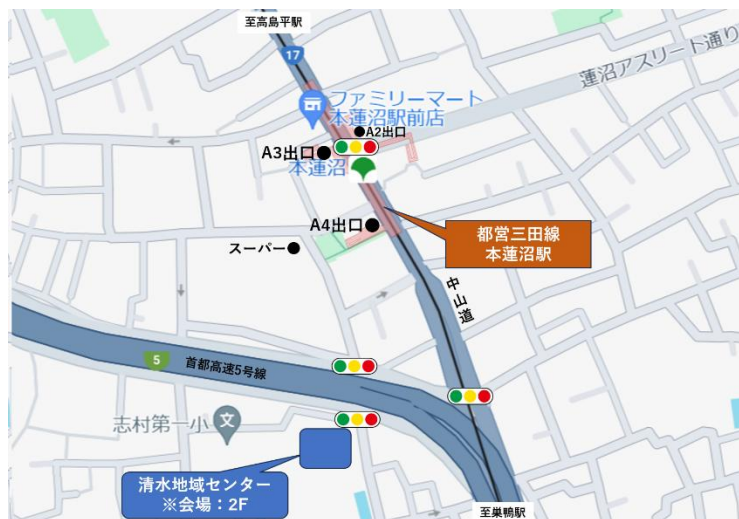 至高島平駅
17
蓮沼アスリート通り
ファミリーマート
本蓮沼駅前店
A2出口
A3出口
本蓮沼
A4出口
都営三田線
本蓮沼駅
スーパー
中山道
5
首都高速5号線
志村第一小
文
清水地域センター
※会場：2F
至巣鴨駅